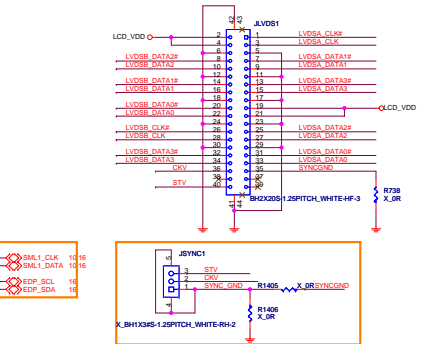 42 43
JLVDS1
LCD_VDD 2 1 LVDSA_CLK#
4 3 LVDSA_CLK
6 5
LVDSB_DATA2# 8 7 LVDSA_DATA1#
LVDSB_DATA2 10 9 LVDSA_DATA1
12 11
LVDSB_DATA1# 14 13 LVDSA_DATA3#
LVDSB_DATA1 16 15 LVDSA_DATA3
18 17
LVDSB_DATA0# 20 19 LCD_VDD
LVDSB_DATA0 22 21
24 23
LVDSB_CLK# 26 25 LVDSA_DATA2#
LVDSB_CLK 28 27 LVDSA_DATA2
30 29
LVDSB_DATA3# 32 31 LVDSA_DATA0#
LVDSB_DATA3 34 33 LVDSA_DATA0
CKV 36 35 SYNCGND
38 37
STV 40 39
R738
X_0R
41 44
BH2X20S-1.25PITCH_WHITE-HF-3
SML1_CLK 10 16
SML1_DATA 10 16
EDP_SCL 16
EDP_SDA 16
JSYNC1
5
3 STV
2 CKV
1 SYNC_GND R1405 X_0R SYNCGND
4
R1406
X_0R
X_BH1X3#S-1.25PITCH_WHITE-RH-2